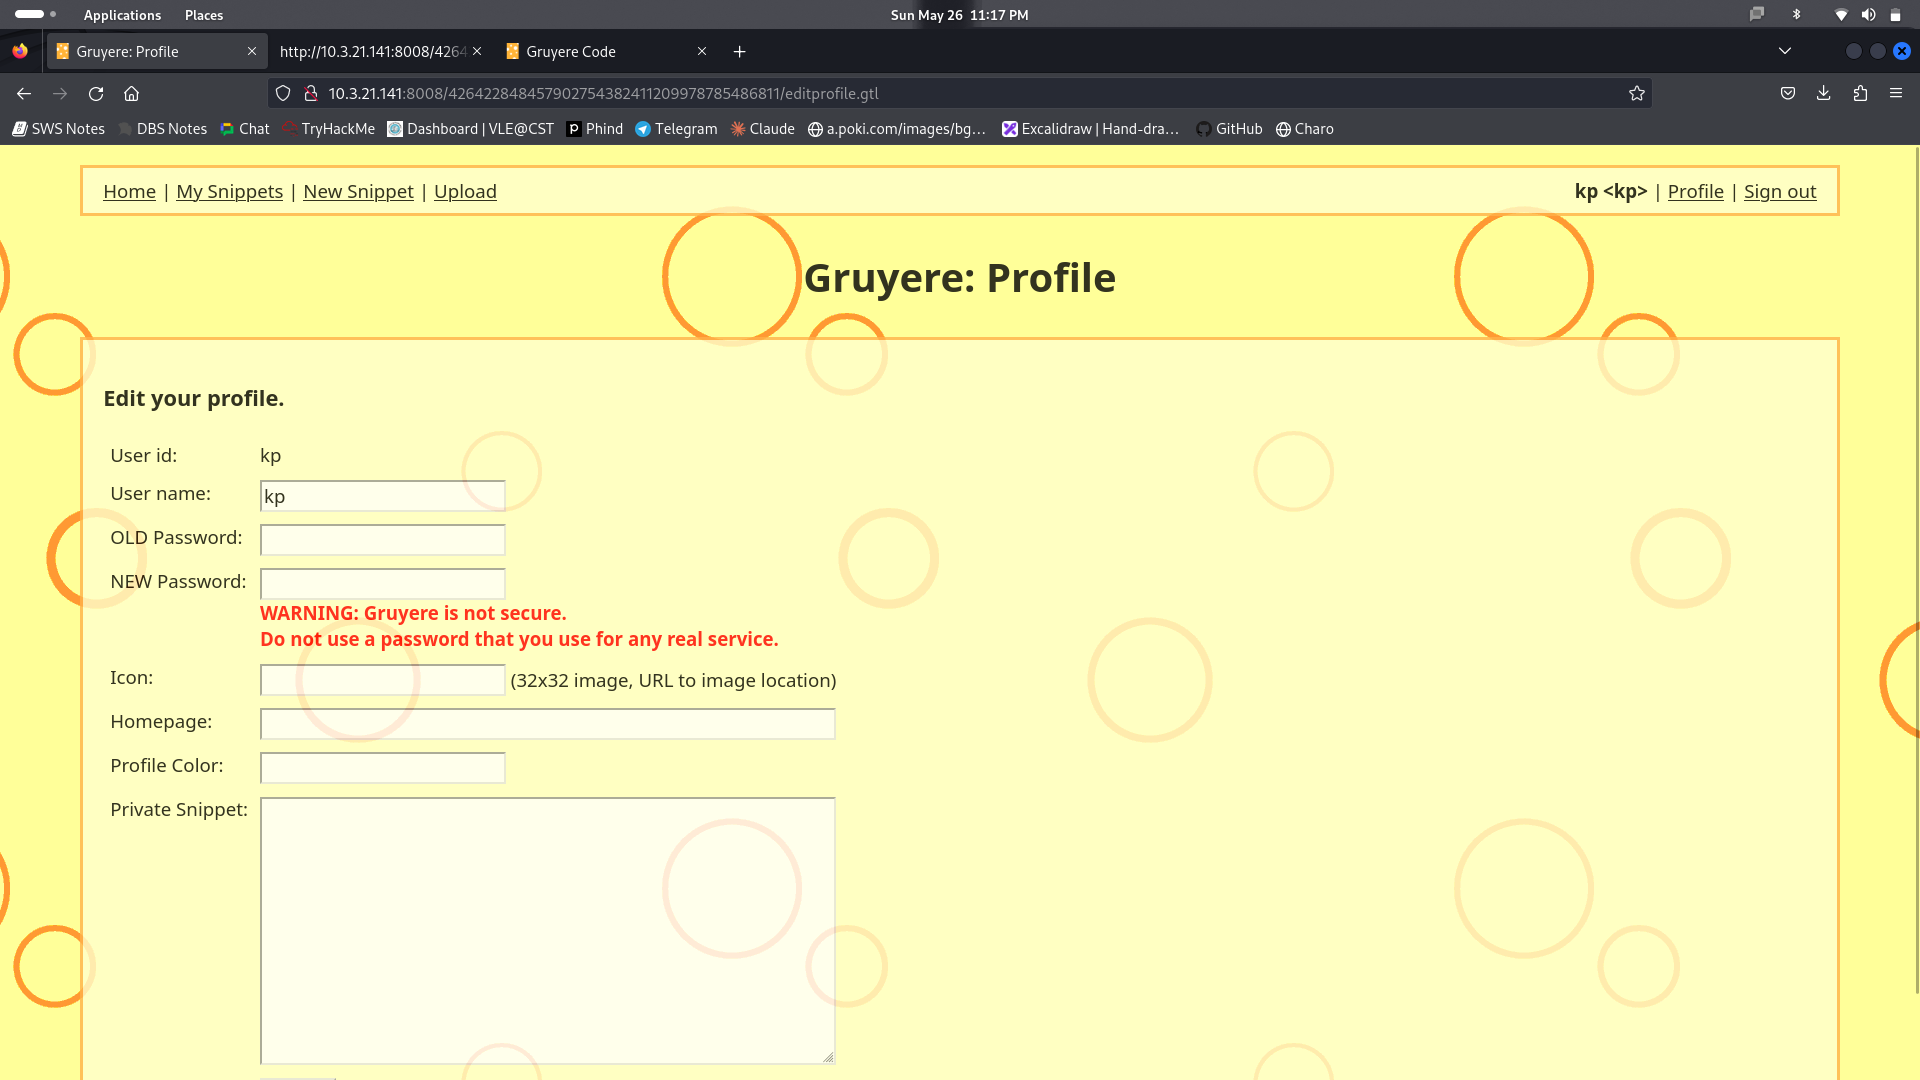 Applications Places Sun May 26 11:17 PM
Gruyere: Profile http://10.3.21.141:8008/4264 Gruyere Code
10.3.21.141:8008/426422848457902754382411209978785486811/editprofile.gtl
SWS Notes DBS Notes Chat TryHackMe Dashboard | VLE@CST Phind Telegram Claude a.poki.com/images/bg... Excalidraw | Hand-dra... GitHub Charo
Home | My Snippets | New Snippet | Upload kp <kp> | Profile | Sign out
Gruyere: Profile
Edit your profile.
User id: kp
User name: kp
OLD Password:
NEW Password:
WARNING: Gruyere is not secure.
Do not use a password that you use for any real service.
Icon: (32x32 image, URL to image location)
Homepage:
Profile Color:
Private Snippet: